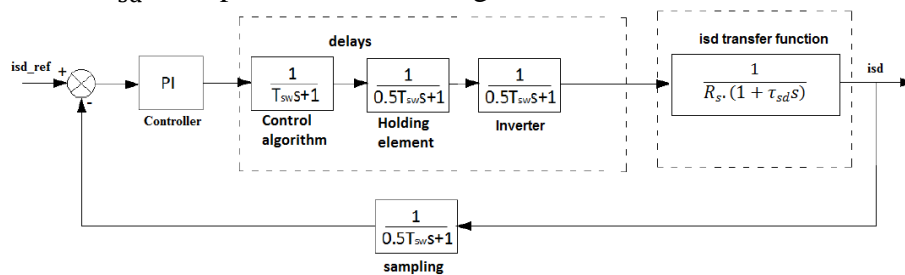 sd
delays
isd transfer function
isd_ref
+
-
PI
Controller
1
TSWS+1
Control
algorithm
1
0.5TSWS+1
Holding
element
1
0.5TSWS+1
Inverter
1
Rs.(1 + τsds)
isd
1
0.5TSWS+1
sampling